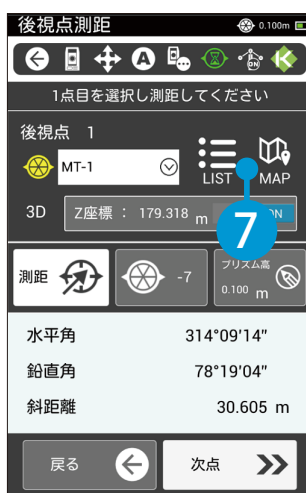 後視点測距 0.100m
A ON
1点目を選択し測距してください
後視点 1
MT-1
LIST MAP
3D Z座標 : 179.318 m ON
7
測距 -7 プリズム高
0.100 m
水平角 314°09'14"
鉛直角 78°19'04"
斜距離 30.605 m
戻る 次点